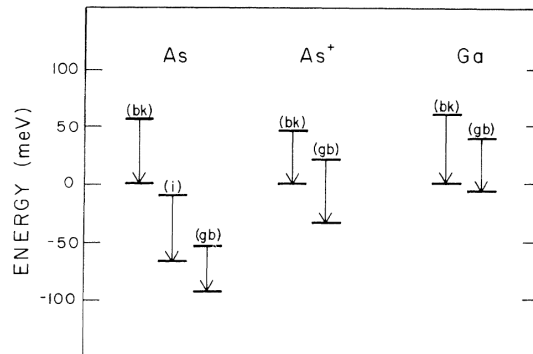 As As+ Ga
ENERGY (meV)
100
50
0
-50
-100
(bk)
(i)
(gb)
(bk)
(gb)
(bk)
(gb)